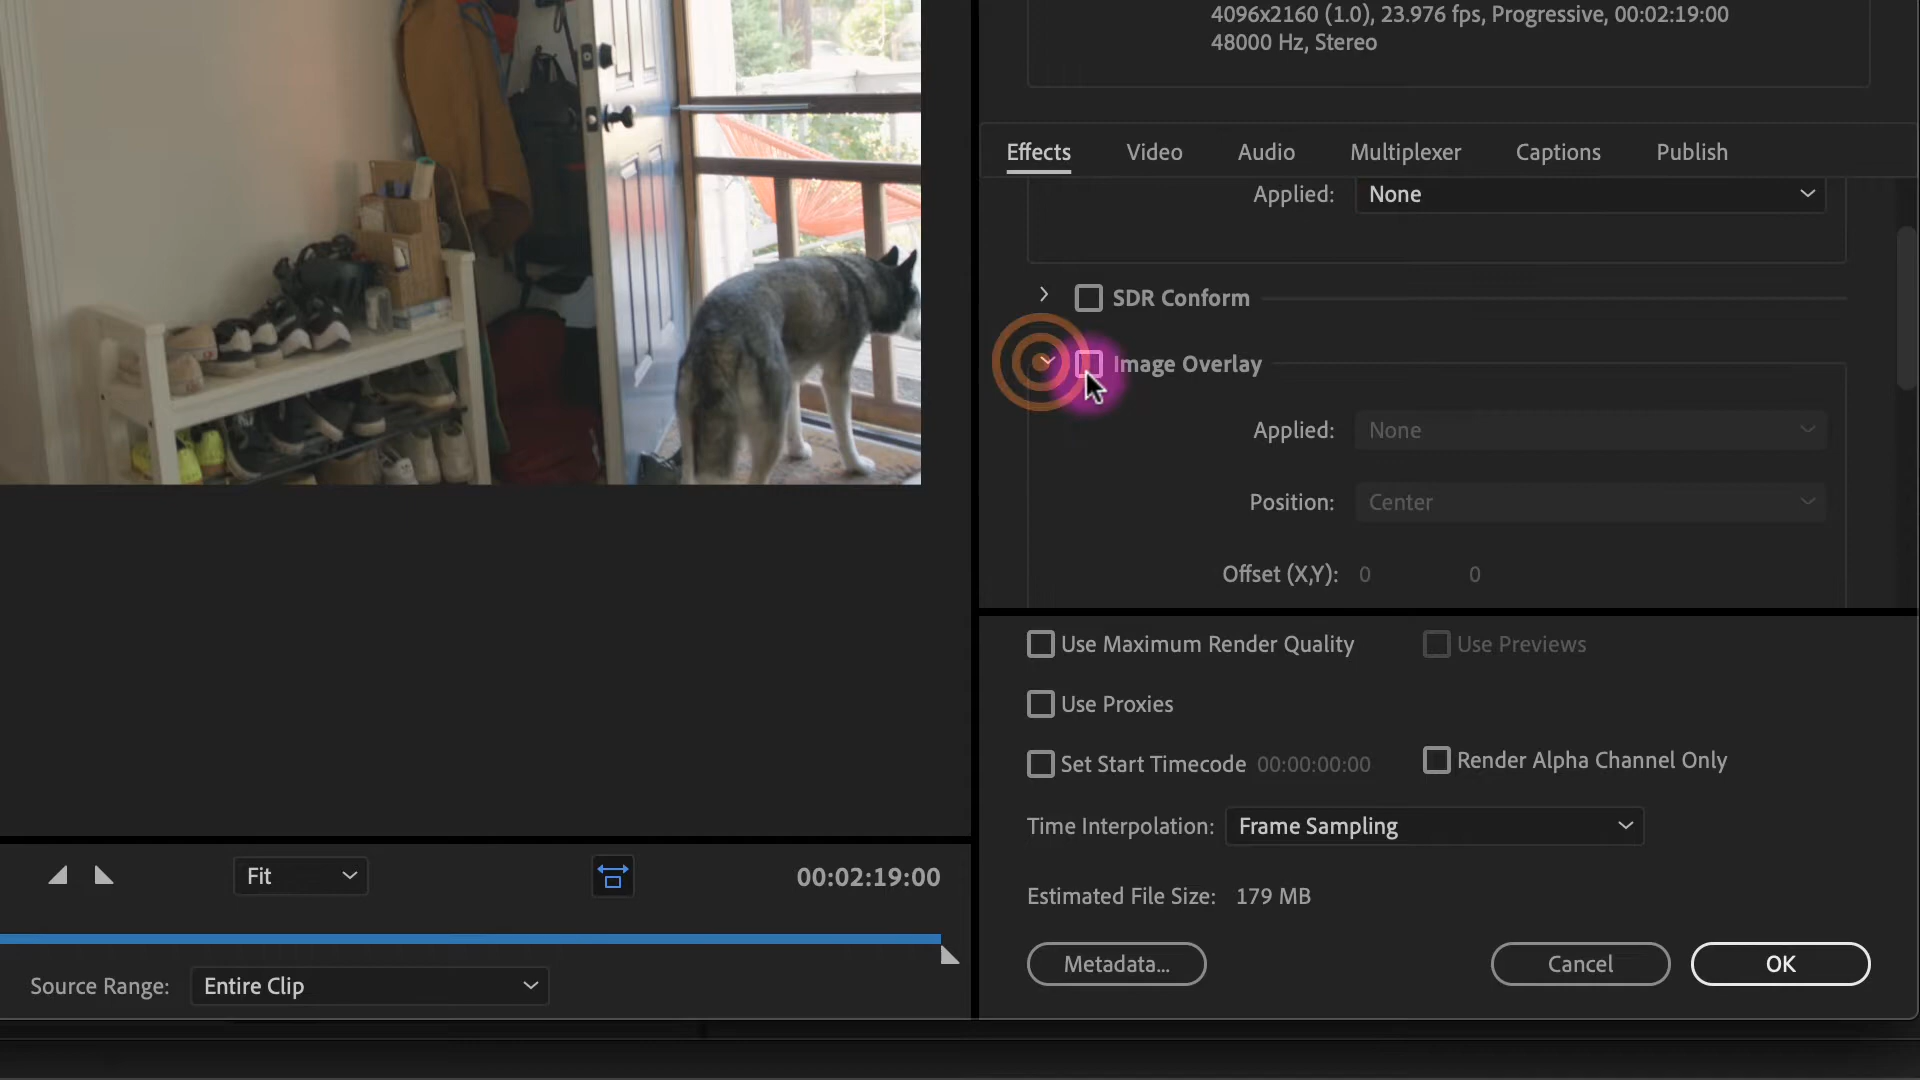 4096x2160 (1.0), 23.976 fps, Progressive, 00:02:19:00
48000 Hz, Stereo
Effects Video Audio Multiplexer Captions Publish
Applied: None
SDR Conform
Image Overlay
Applied: None
Position: Center
Offset (X,Y): 0 0
Use Maximum Render Quality Use Previews
Use Proxies
Set Start Timecode 00:00:00:00 Render Alpha Channel Only
Time Interpolation: Frame Sampling
Fit 00:02:19:00
Estimated File Size: 179 MB
Metadata... Cancel OK
Source Range: Entire Clip